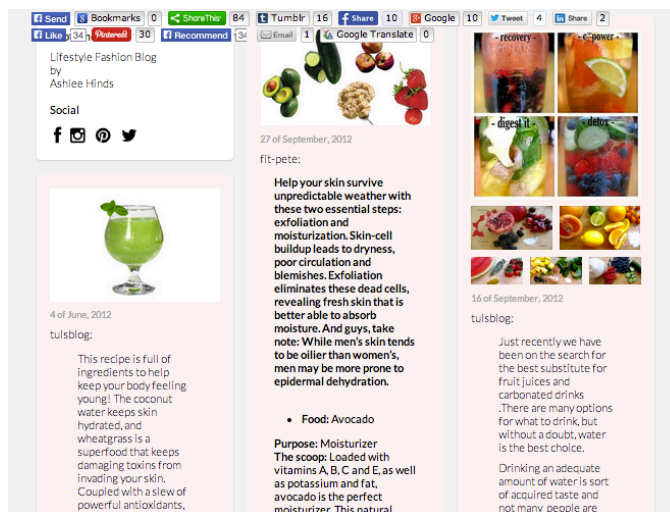 Send
Bookmarks 0
ShareThis 84
Tumblr 16
Share 10
Google 10
Tweet 4
Share 2
Like 34
Pinterest 30
Recommend 34
Email 1
Google Translate 0
Lifestyle Fashion Blog
by
Ashlee Hinds
Social
4 of June, 2012
tulsblog:
This recipe is full of
ingredients to help
keep your body feeling
young! The coconut
water keeps skin
hydrated, and
wheatgrass is a
superfood that keeps
damaging toxins from
invading your skin.
Coupled with a slew of
powerful antioxidants,
27 of September, 2012
fit-pete:
Help your skin survive
unpredictable weather with
these two essential steps:
exfoliation and
moisturization. Skin-cell
buildup leads to dryness,
poor circulation and
blemishes. Exfoliation
eliminates these dead cells,
revealing fresh skin that is
better able to absorb
moisture. And guys, take
note: While men's skin tends
to be oilier than women's,
men may be more prone to
epidermal dehydration.
• Food: Avocado
Purpose: Moisturizer
The scoop: Loaded with
vitamins A, B, C and E, as well
as potassium and fat,
avocado is the perfect
moisturizer. This natural
- recovery -
- c-power -
- digest it -
- detox -
16 of September, 2012
tulsblog:
Just recently we have
been on the search for
the best substitute for
fruit juices and
carbonated drinks
.There are many options
for what to drink, but
without a doubt, water
is the best choice.
Drinking an adequate
amount of water is sort
of acquired taste and
not many people are